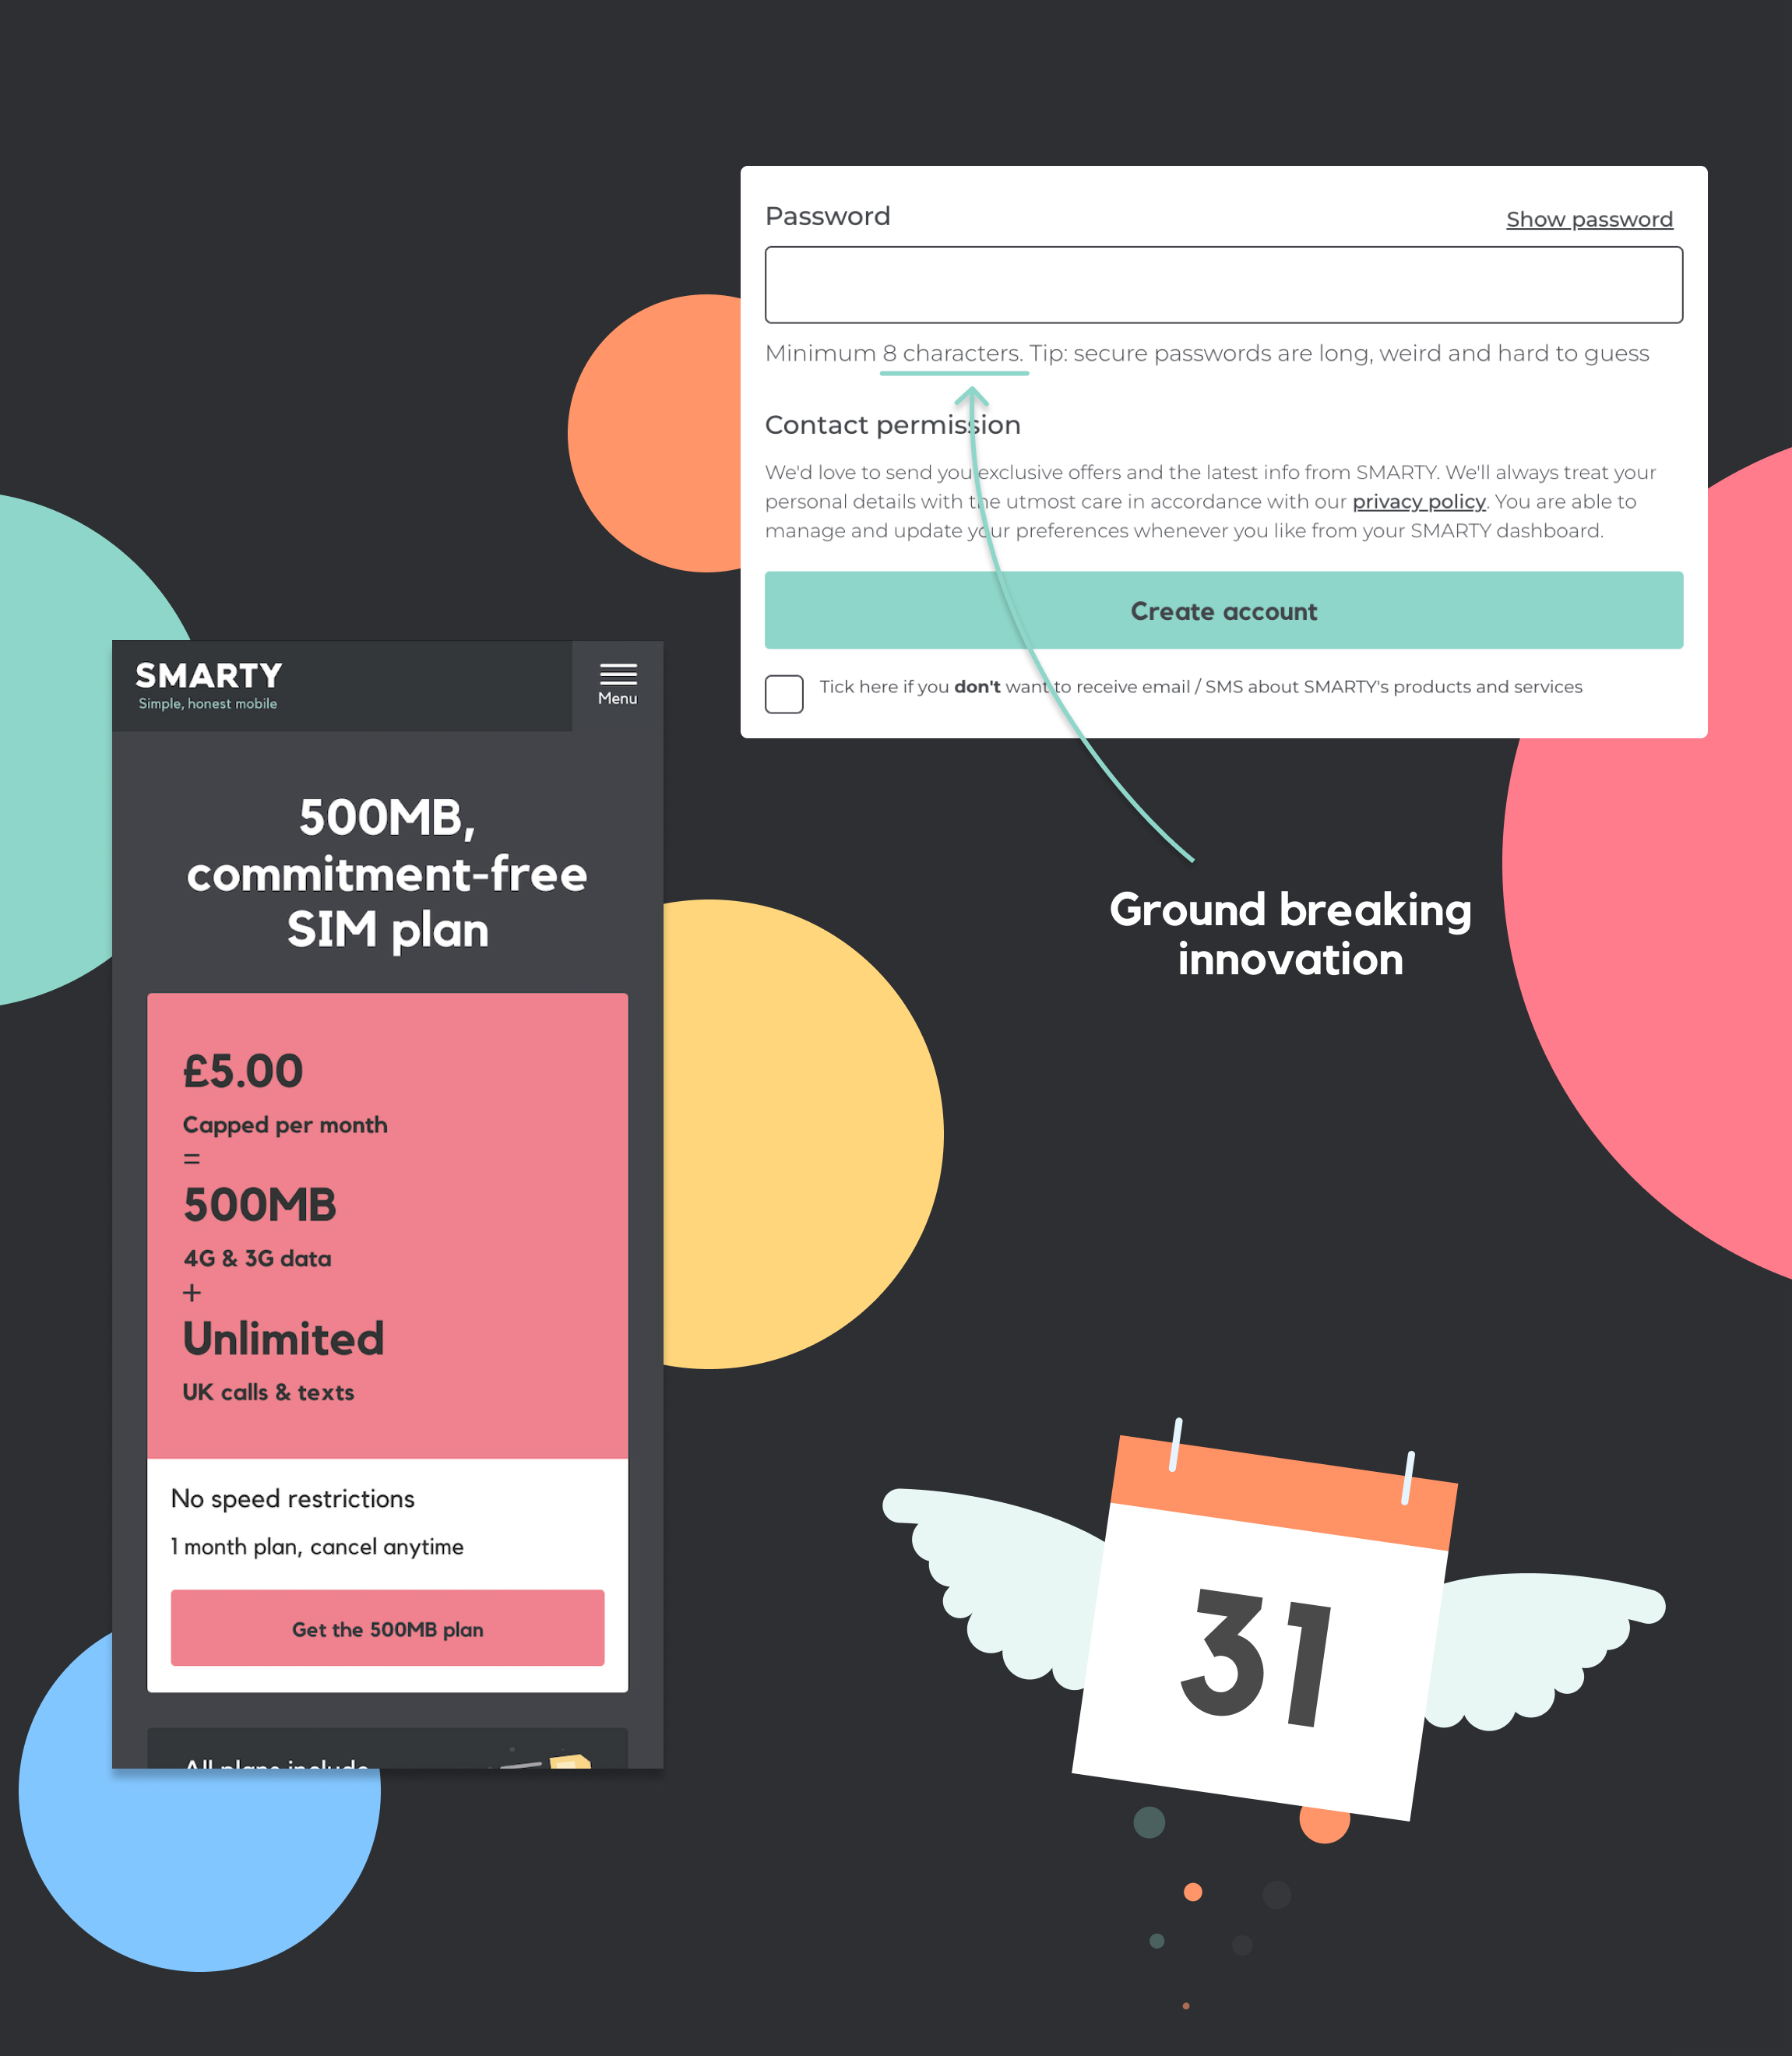 Password
Show password
Minimum 8 characters. Tip: secure passwords are long, weird and hard to guess
Contact permission
We'd love to send you exclusive offers and the latest info from SMARTY. We'll always treat your
personal details with the utmost care in accordance with our privacy policy. You are able to
manage and update your preferences whenever you like from your SMARTY dashboard.
Create account
Tick here if you don't want to receive email / SMS about SMARTY's products and services
Ground breaking
innovation
SMARTY
Simple, honest mobile
Menu
500MB,
commitment-free
SIM plan
£5.00
Capped per month
=
500MB
4G & 3G data
+
Unlimited
UK calls & texts
No speed restrictions
1 month plan, cancel anytime
Get the 500MB plan
All plans include
31